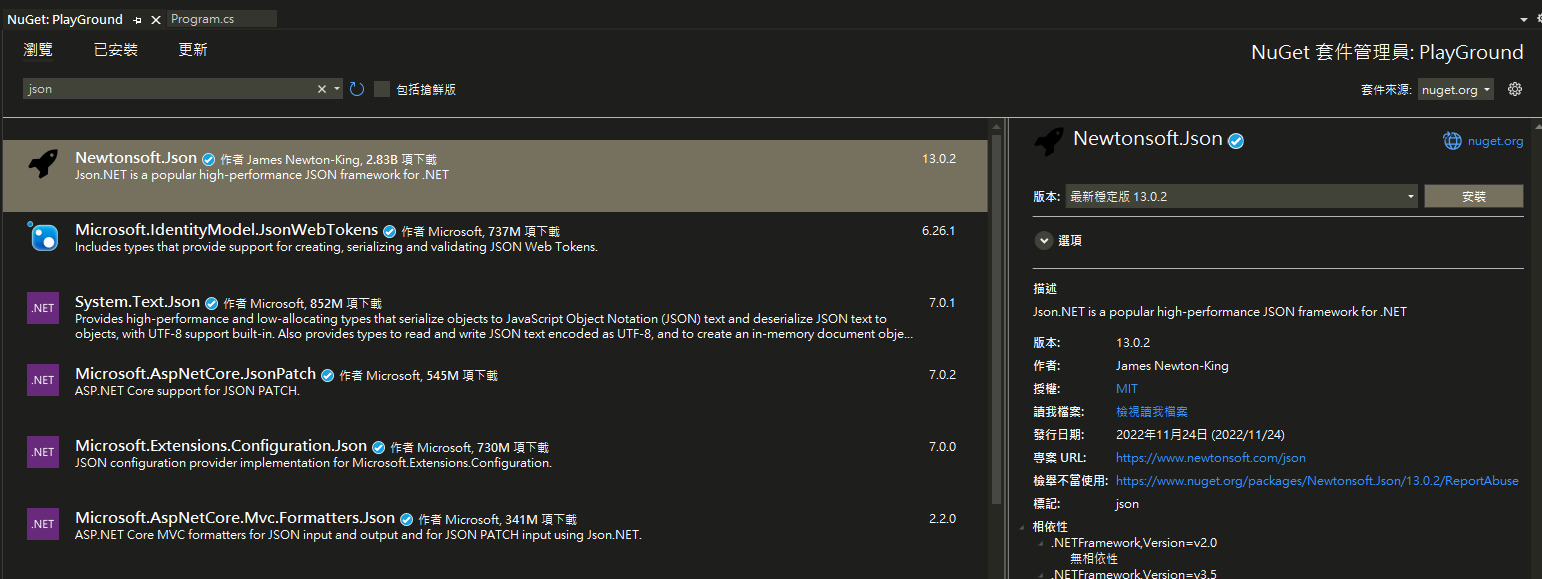 NuGet: PlayGround
Program.cs
瀏覽 已安裝 更新
NuGet 套件管理員: PlayGround
json
包括搶鮮版
套件來源: nuget.org
Newtonsoft.Json 作者 James Newton-King, 2.83B 項下載
13.0.2
Json.NET is a popular high-performance JSON framework for .NET
Microsoft.IdentityModel.JsonWebTokens 作者 Microsoft, 737M 項下載
6.26.1
Includes types that provide support for creating, serializing and validating JSON Web Tokens.
.NET
System.Text.Json 作者 Microsoft, 852M 項下載
7.0.1
Provides high-performance and low-allocating types that serialize objects to JavaScript Object Notation (JSON) text and deserialize JSON text to
objects, with UTF-8 support built-in. Also provides types to read and write JSON text encoded as UTF-8, and to create an in-memory document obje...
.NET
Microsoft.AspNetCore.JsonPatch 作者 Microsoft, 545M 項下載
7.0.2
ASP.NET Core support for JSON PATCH.
.NET
Microsoft.Extensions.Configuration.Json 作者 Microsoft, 730M 項下載
7.0.0
JSON configuration provider implementation for Microsoft.Extensions.Configuration.
.NET
Microsoft.AspNetCore.Mvc.Formatters.Json 作者 Microsoft, 341M 項下載
2.2.0
ASP.NET Core MVC formatters for JSON input and output and for JSON PATCH input using Json.NET.
Newtonsoft.Json
nuget.org
版本: 最新穩定版 13.0.2 安裝
選項
描述
Json.NET is a popular high-performance JSON framework for .NET
版本: 13.0.2
作者: James Newton-King
授權: MIT
讀我檔案: 檢視讀我檔案
發行日期: 2022年11月24日 (2022/11/24)
專案 URL: https://www.newtonsoft.com/json
檢舉不當使用: https://www.nuget.org/packages/Newtonsoft.Json/13.0.2/ReportAbuse
標記: json
相依性
.NETFramework,Version=v2.0
無相依性
.NETFramework,Version=v3.5